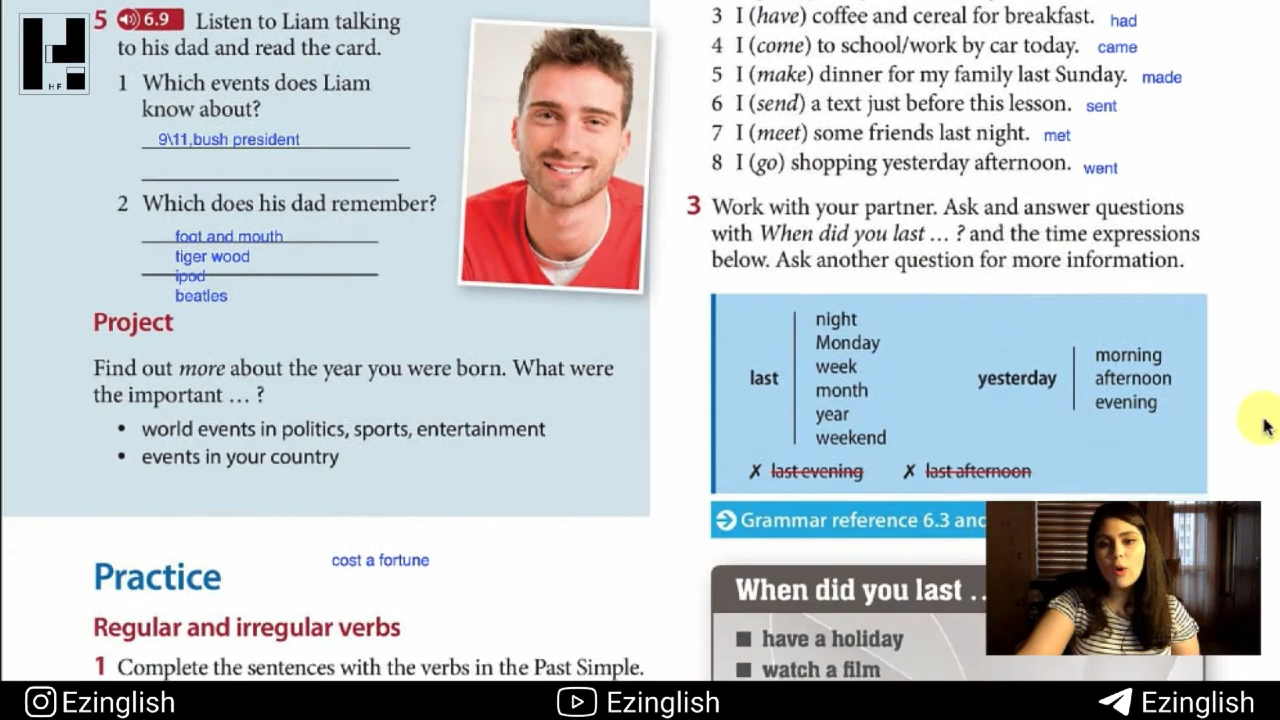 HF
5 6.9 Listen to Liam talking
to his dad and read the card.
1 Which events does Liam
know about?
9\11,bush president
2 Which does his dad remember?
foot and mouth
tiger wood
ipod
beatles
Project
Find out more about the year you were born. What were
the important … ?
• world events in politics, sports, entertainment
• events in your country
cost a fortune
Practice
Regular and irregular verbs
1 Complete the sentences with the verbs in the Past Simple.
3 I (have) coffee and cereal for breakfast. had
4 I (come) to school/work by car today. came
5 I (make) dinner for my family last Sunday. made
6 I (send) a text just before this lesson. sent
7 I (meet) some friends last night. met
8 I (go) shopping yesterday afternoon. went
3 Work with your partner. Ask and answer questions
with When did you last … ? and the time expressions
below. Ask another question for more information.
last
night
Monday
week
month
year
weekend
yesterday
morning
afternoon
evening
✗ last evening ✗ last afternoon
Grammar reference 6.3 and
When did you last ..
■ have a holiday
■ watch a film
Ezinglish Ezinglish Ezinglish